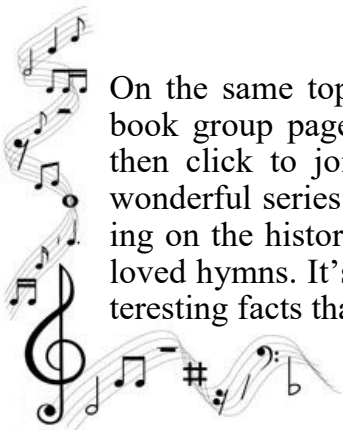 On the same top
book group page
then click to joi
wonderful series
ing on the histor
loved hymns. It's
teresting facts tha